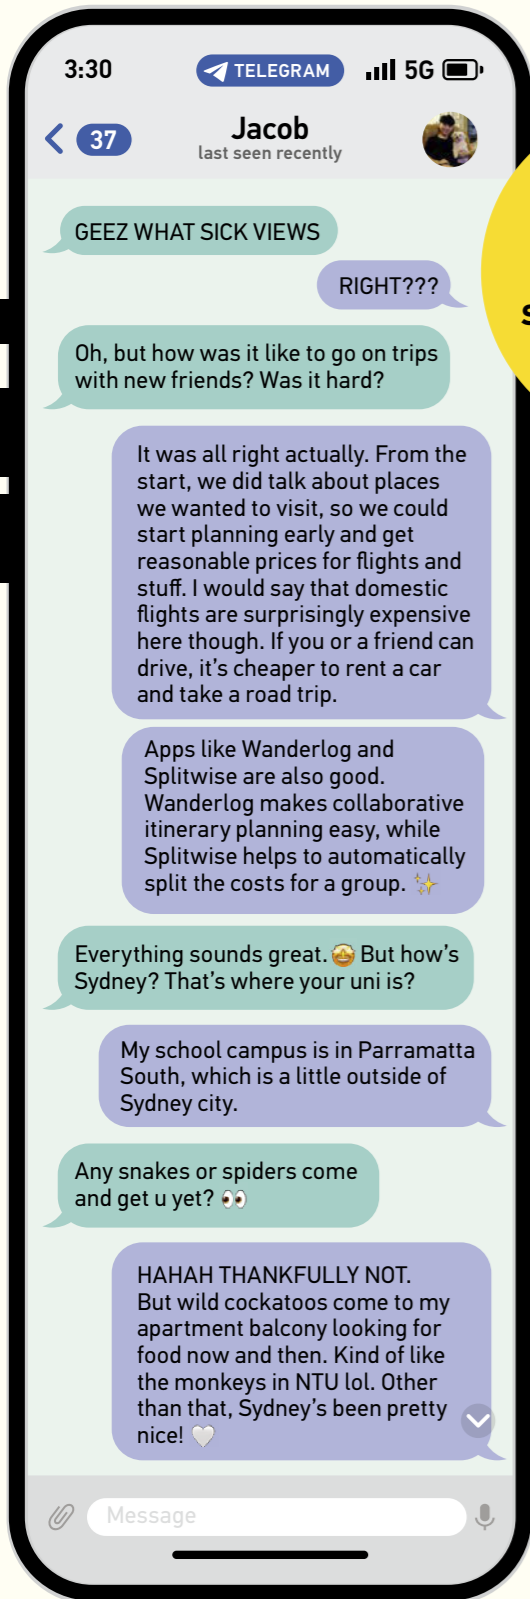 3:30
TELEGRAM
5G
37
Jacob
last seen recently
GEEZ WHAT SICK VIEWS
RIGHT???
Oh, but how was it like to go on trips
with new friends? Was it hard?
It was all right actually. From the
start, we did talk about places
we wanted to visit, so we could
start planning early and get
reasonable prices for flights and
stuff. I would say that domestic
flights are surprisingly expensive
here though. If you or a friend can
drive, it’s cheaper to rent a car
and take a road trip.
Apps like Wanderlog and
Splitwise are also good.
Wanderlog makes collaborative
itinerary planning easy, while
Splitwise helps to automatically
split the costs for a group. ✨
Everything sounds great.🤩 But how’s
Sydney? That’s where your uni is?
My school campus is in Parramatta
South, which is a little outside of
Sydney city.
Any snakes or spiders come
and get u yet? 👀
HAHAH THANKFULLY NOT.
But wild cockatoos come to my
apartment balcony looking for
food now and then. Kind of like
the monkeys in NTU lol. Other
than that, Sydney’s been pretty
nice! 🤍
Message